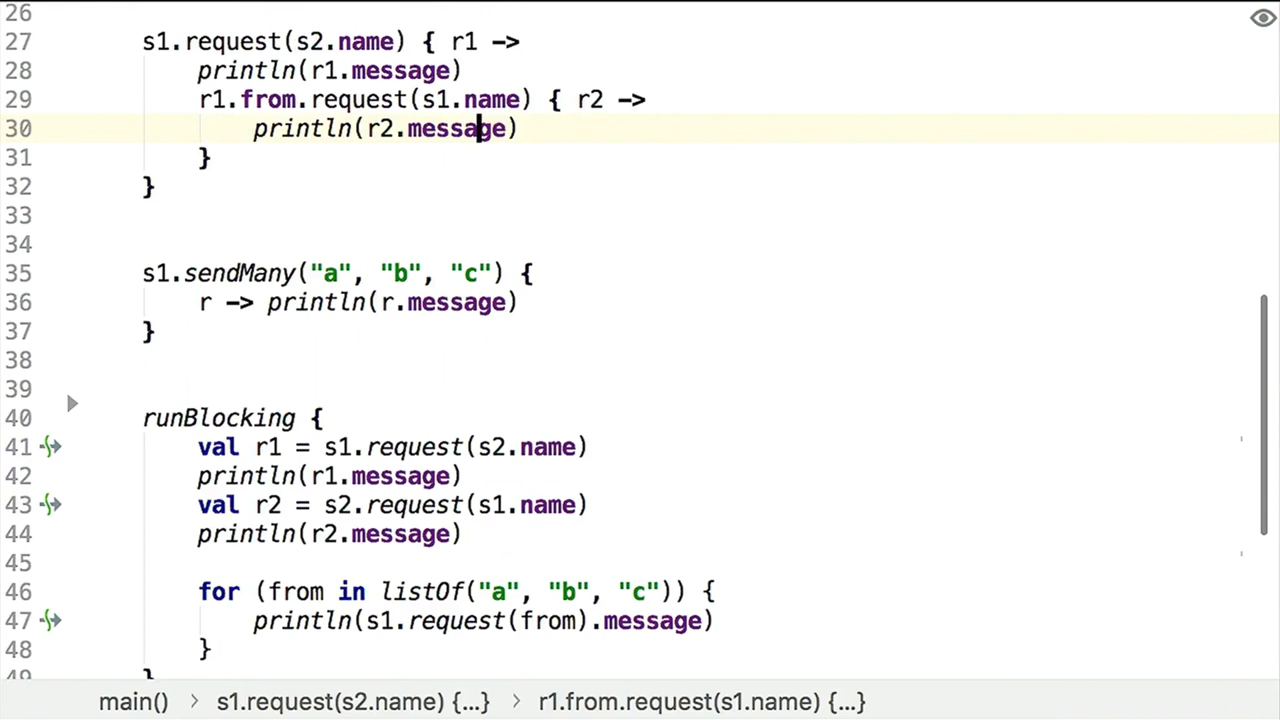 26
27 s1.request(s2.name) { r1 ->
28 println(r1.message)
29 r1.from.request(s1.name) { r2 ->
30 println(r2.message)
31 }
32 }
33
34
35 s1.sendMany("a", "b", "c") {
36 r -> println(r.message)
37 }
38
39
40 runBlocking {
41 val r1 = s1.request(s2.name)
42 println(r1.message)
43 val r2 = s2.request(s1.name)
44 println(r2.message)
45
46 for (from in listOf("a", "b", "c")) {
47 println(s1.request(from).message)
48 }
49 }
main() > s1.request(s2.name) {...} > r1.from.request(s1.name) {...}